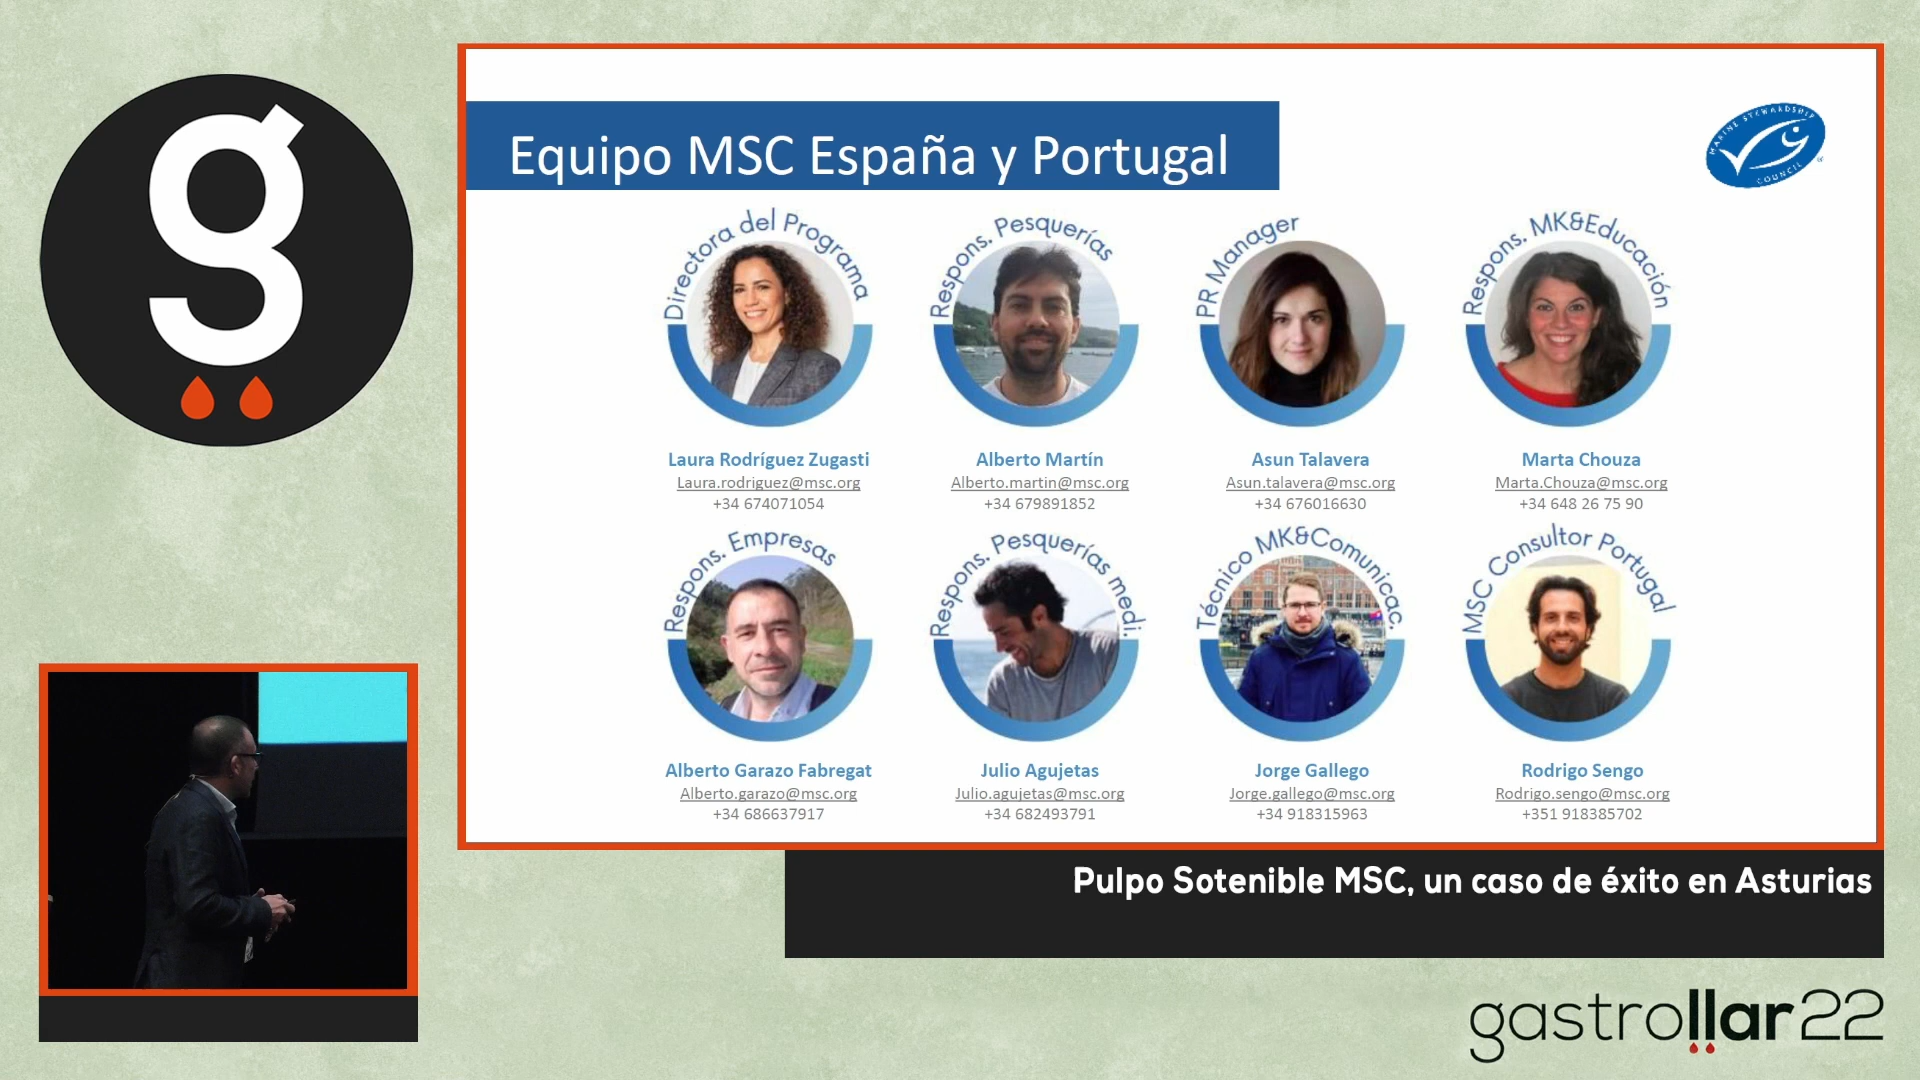 g
Equipo MSC España y Portugal
MARINE STEWARDSHIP
COUNCIL
Directora del Programa
Respons. Pesquerías
PR Manager
Respons. MK&Educación
Laura Rodríguez Zugasti
Alberto Martín
Asun Talavera
Marta Chouza
Laura.rodriguez@msc.org
Alberto.martin@msc.org
Asun.talavera@msc.org
Marta.Chouza@msc.org
+34 674071054
+34 679891852
+34 676016630
+34 648 26 75 90
Respons. Empresas
Respons. Pesquerías medi.
Técnico MK&Comunicac.
MSC Consultor Portugal
Alberto Garazo Fabregat
Julio Agujetas
Jorge Gallego
Rodrigo Sengo
Alberto.garazo@msc.org
Julio.agujetas@msc.org
Jorge.gallego@msc.org
Rodrigo.sengo@msc.org
+34 686637917
+34 682493791
+34 918315963
+351 918385702
Pulpo Sotenible MSC, un caso de éxito en Asturias
gastrollar22